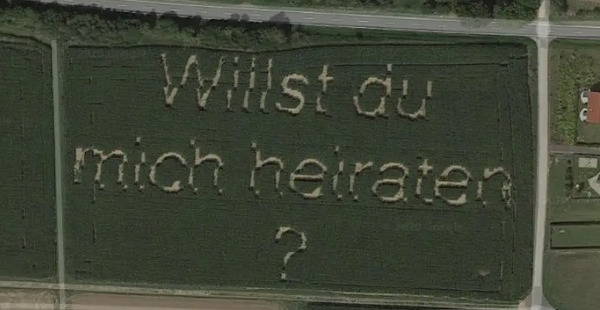 Willst du
mich heiraten
?